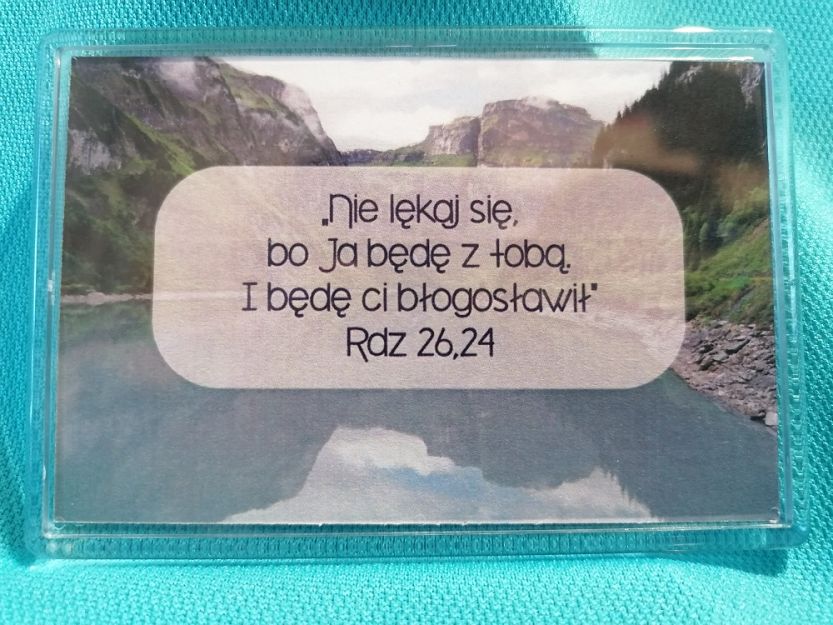 „Nie lękaj się,
bo Ja będę z tobą.
I będę ci błogosławił"
Rdz 26,24